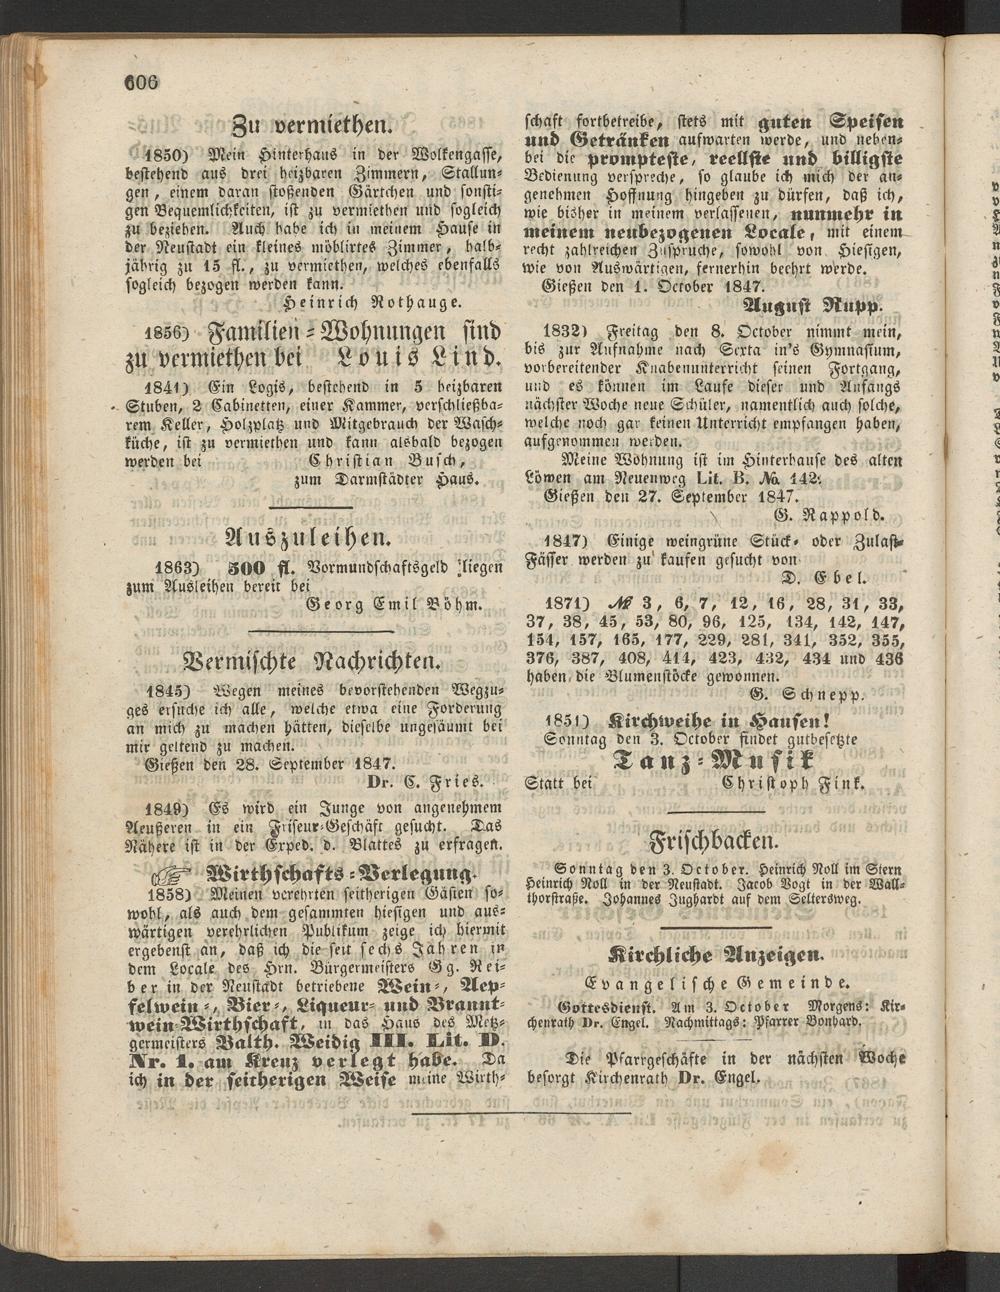 606
Zu vermiethen.
1850) Mein Hinterhaus in der Wolkengasse,
bestehend aus drei heizbaren Zimmern, Stallun-
gen, einem daran stoßenden Gärtchen und sonsti-
gen Bequemlichkeiten, ist zu vermiethen und sogleich
zu beziehen. Auch habe ich in meinem Hause in
der Neustadt ein kleines möblirtes Zimmer, halb-
jährig zu 15 fl., zu vermiethen, welches ebenfalls
sogleich bezogen werden kann.
Heinrich Rothauge.
1856) Familien-Wohnungen sind
zu vermiethen bei Louis Lind.
1841) Ein Logis, bestehend in 5 heizbaren
Stuben, 2 Cabinetten, einer Kammer, verschließba-
rem Keller, Holzplatz und Mitgebrauch der Wasch-
küche, ist zu vermiethen und kann alsbald bezogen
werden bei Christian Busch,
zum Darmstädter Haus.
Auszuleihen.
1863) 500 fl. Vormundschaftsgeld liegen
zum Ausleihen bereit bei
Georg Emil Böhm.
Vermischte Nachrichten.
1845) Wegen meines bevorstehenden Wegzu-
ges ersuche ich alle, welche etwa eine Forderung
an mich zu machen hätten, dieselbe ungesäumt bei
mir geltend zu machen.
Gießen den 28. September 1847.
Dr. C. Fries.
1849) Es wird ein Junge von angenehmem
Aeußeren in ein Friseur-Geschäft gesucht. Das
Nähere ist in der Exped. d. Blattes zu erfragen.
☞ Wirthschafts-Verlegung.
1858) Meinen verehrten seitherigen Gästen so-
wohl, als auch dem gesammten hiesigen und aus-
wärtigen verehrlichen Publikum zeige ich hiermit
ergebenst an, daß ich die seit sechs Jahren in
dem Locale des Hrn. Bürgermeisters Gg. Rei-
ber in der Neustadt betriebene Wein-, Aep-
felwein-, Bier-, Liqueur- und Brannt-
wein-Wirthschaft, in das Haus des Metz-
germeisters Balth. Weidig III. Lit. D.
Nr. 1. am Kreuz verlegt habe. Da
ich in der seitherigen Weise meine Wirth-
schaft fortbetreibe, stets mit guten Speisen
und Getränken aufwarten werde, und neben-
bei die prompteste, reellste und billigste
Bedienung verspreche, so glaube ich mich der an-
genehmen Hoffnung hingeben zu dürfen, daß ich,
wie bisher in meinem verlassenen, nunmehr in
meinem neubezogenen Locale, mit einem
recht zahlreichen Zuspruche, sowohl von Hiesigen,
wie von Auswärtigen, fernerhin beehrt werde.
Gießen den 1. October 1847.
August Rupp.
1832) Freitag den 8. October nimmt mein,
bis zur Aufnahme nach Sexta in's Gymnasium,
vorbereitender Knabenunterricht seinen Fortgang,
und es können im Laufe dieser und Anfangs
nächster Woche neue Schüler, namentlich auch solche,
welche noch gar keinen Unterricht empfangen haben,
aufgenommen werden.
Meine Wohnung ist im Hinterhause des alten
Löwen am Neuenweg Lit. B. № 142.
Gießen den 27. September 1847.
G. Rappold.
1847) Einige weingrüne Stück- oder Zulast-
Fässer werden zu kaufen gesucht von
D. Ebel.
1871) № 3, 6, 7, 12, 16, 28, 31, 33,
37, 38, 45, 53, 80, 96, 125, 134, 142, 147,
154, 157, 165, 177, 229, 281, 341, 352, 355,
376, 387, 408, 414, 423, 432, 434 und 436
haben die Blumenstöcke gewonnen.
G. Schnepp.
1851) Kirchweihe in Hausen!
Sonntag den 3. October findet gutbesetzte
Tanz-Musik
Statt bei Christoph Fink.
Frischbacken.
Sonntag den 3. October. Heinrich Noll im Stern
Heinrich Noll in der Neustadt. Jacob Vogt in der Wall-
thorstraße. Johannes Jughardt auf dem Seltersweg.
Kirchliche Anzeigen.
Evangelische Gemeinde.
Gottesdienst. Am 3. October Morgens: Kir-
chenrath Dr. Engel. Nachmittags: Pfarrer Bonhard.
Die Pfarrgeschäfte in der nächsten Woche
besorgt Kirchenrath Dr. Engel.